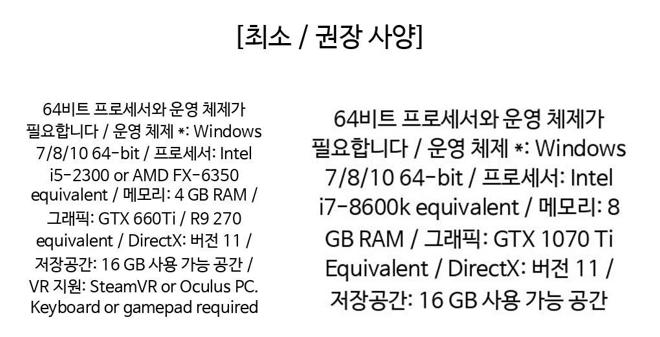 [최소 / 권장 사양]
64비트 프로세서와 운영 체제가
필요합니다 / 운영 체제 *: Windows
7/8/10 64-bit / 프로세서: Intel
i5-2300 or AMD FX-6350
equivalent / 메모리: 4 GB RAM /
그래픽: GTX 660Ti / R9 270
equivalent / DirectX: 버전 11 /
저장공간: 16 GB 사용 가능 공간 /
VR 지원: SteamVR or Oculus PC.
Keyboard or gamepad required
64비트 프로세서와 운영 체제가
필요합니다 / 운영 체제 *: Windows
7/8/10 64-bit / 프로세서: Intel
i7-8600k equivalent / 메모리: 8
GB RAM / 그래픽: GTX 1070 Ti
Equivalent / DirectX: 버전 11 /
저장공간: 16 GB 사용 가능 공간